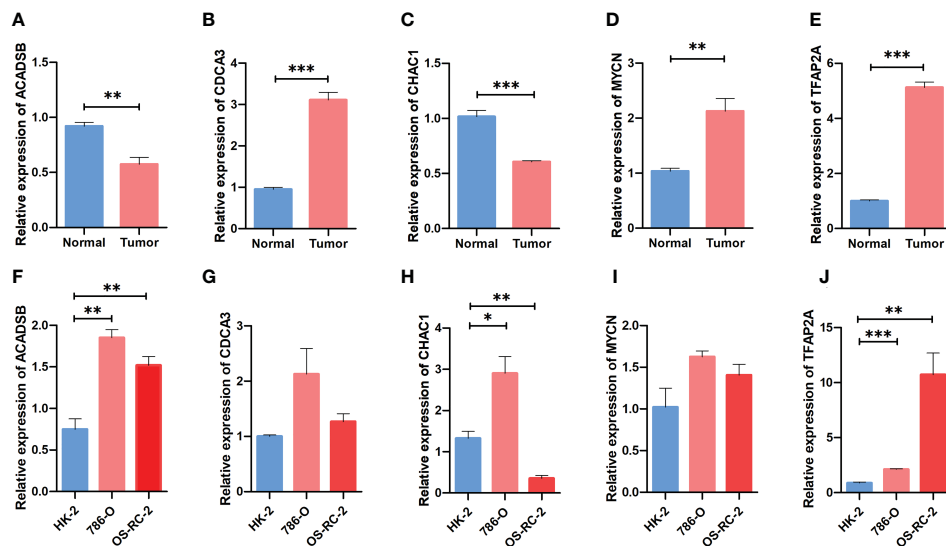 A
Relative expression of ACADSB
1.5
1.0
0.5
0.0
**
Normal Tumor
B
Relative expression of CDCA3
4
3
2
1
0
***
Normal Tumor
C
Relative expression of CHAC1
1.5
1.0
0.5
0.0
***
Normal Tumor
D
Relative expression of MYCN
3
2
1
0
**
Normal Tumor
E
Relative expression of TFAP2A
6
4
2
0
***
Normal Tumor
F
Relative expression of ACADSB
2.0
1.5
1.0
0.5
0.0
**
**
HK-2 786-O OS-RC-2
G
Relative expression of CDCA3
3
2
1
0
HK-2 786-O OS-RC-2
H
Relative expression of CHAC1
4
3
2
1
0
**
*
HK-2 786-O OS-RC-2
I
Relative expression of MYCN
2.0
1.5
1.0
0.5
0.0
HK-2 786-O OS-RC-2
J
Relative expression of TFAP2A
15
10
5
0
**
***
HK-2 786-O OS-RC-2